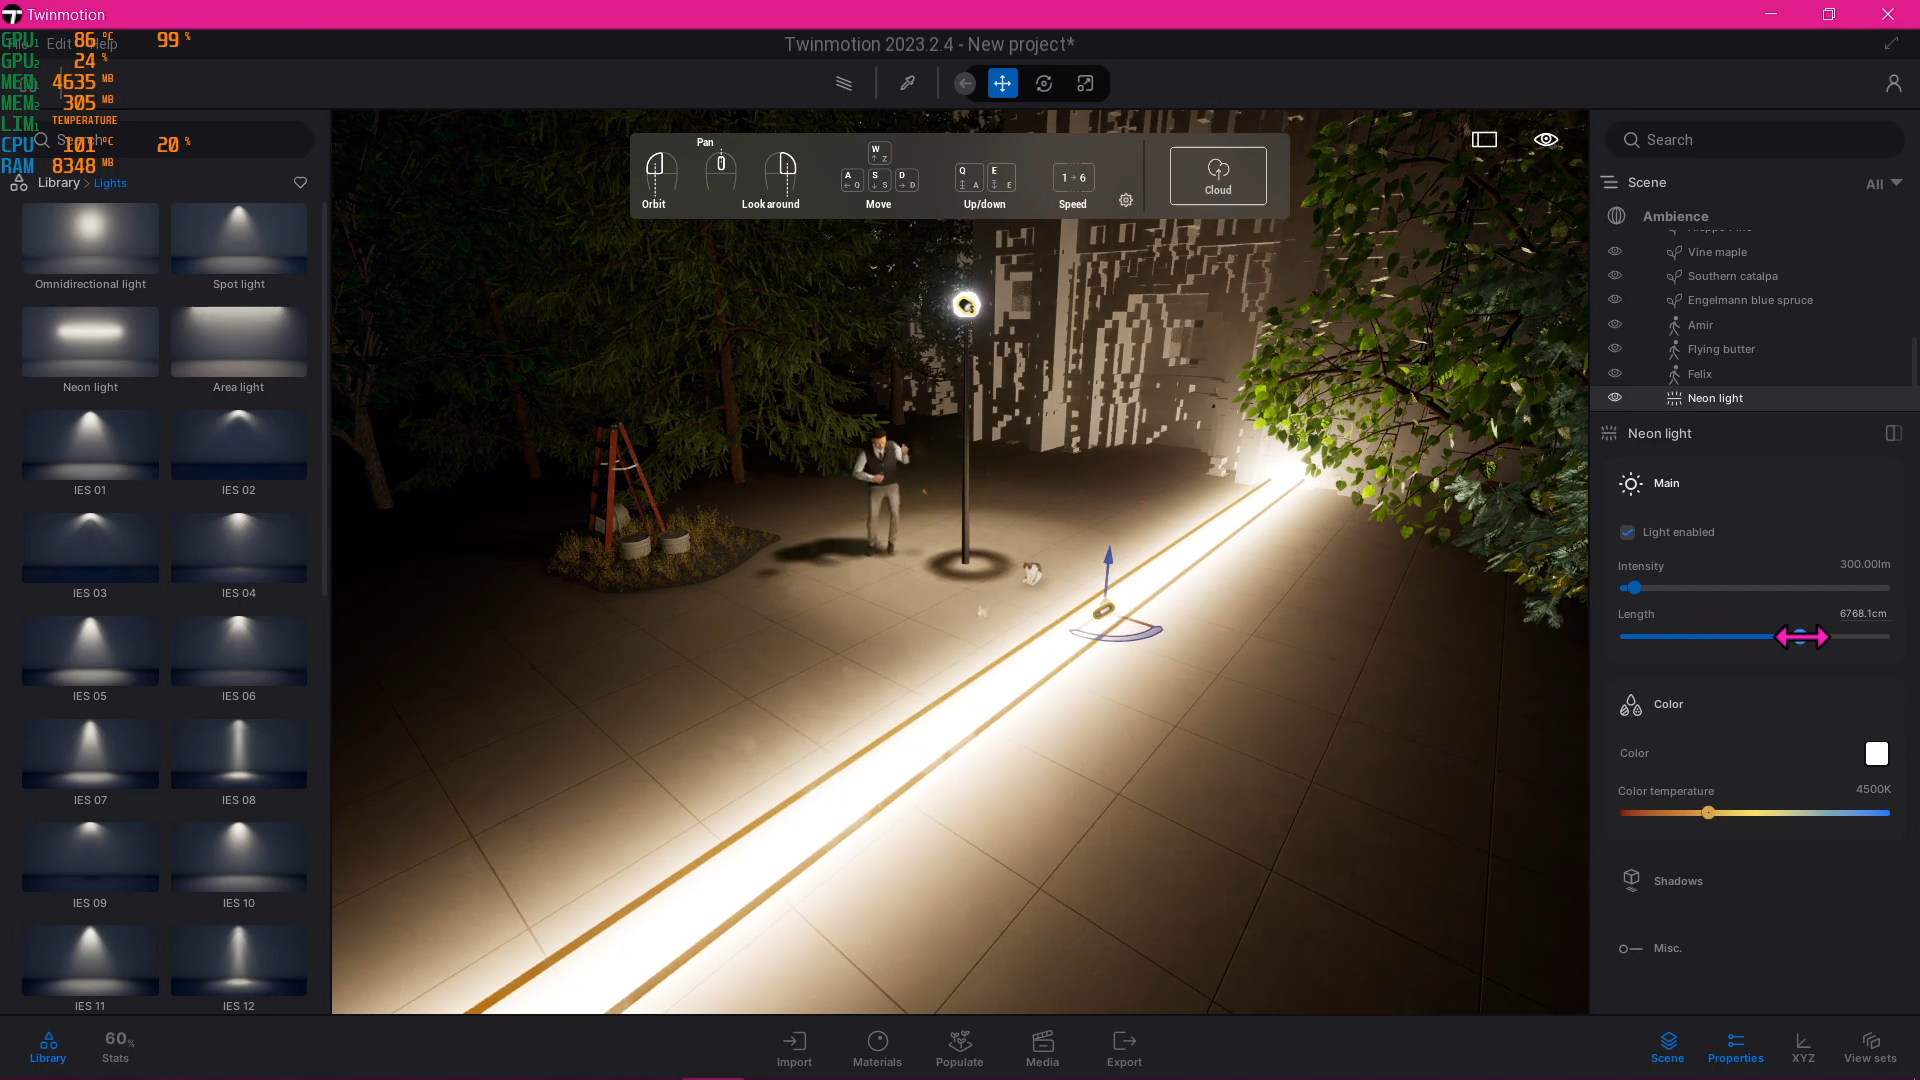 Twinmotion
GPU1 86 °C 99 %
Edit Help
Twinmotion 2023.2.4 - New project*
GPU2 24 %
MEM1 4635 MB
MEM2 305 MB
LIM1 TEMPERATURE
CPU 101 °C 20 %
RAM 8348 MB
Library > Lights
Omnidirectional light
Spot light
Neon light
Area light
IES 01
IES 02
IES 03
IES 04
IES 05
IES 06
IES 07
IES 08
IES 09
IES 10
IES 11
IES 12
Pan
Orbit
Look around
W
↑ Z
A
← Q
S
↓ S
D
→ D
Move
Q
A
E
E
Up/down
1 → 6
Speed
Cloud
Search
Scene
All
Ambience
Vine maple
Southern catalpa
Engelmann blue spruce
Amir
Flying butter
Felix
Neon light
Neon light
Main
Light enabled
Intensity 300.00lm
Length 6768.1cm
Color
Color
Color temperature 4500K
Shadows
Misc.
Library
60%
Stats
Import
Materials
Populate
Media
Export
Scene
Properties
XYZ
View sets